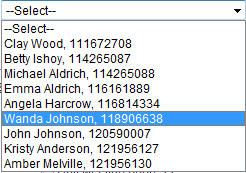 --Select--
--Select--
Clay Wood, 111672708
Betty Ishoy, 114265087
Michael Aldrich, 114265088
Emma Aldrich, 116161889
Angela Harcrow, 116814334
Wanda Johnson, 118906638
John Johnson, 120590007
Kristy Anderson, 121956127
Amber Melville, 121956130